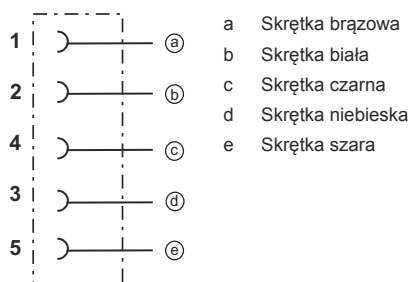 1 ⓐ
2 ⓑ
4 ⓒ
3 ⓓ
5 ⓔ
a Skrętka brązowa
b Skrętka biała
c Skrętka czarna
d Skrętka niebieska
e Skrętka szara